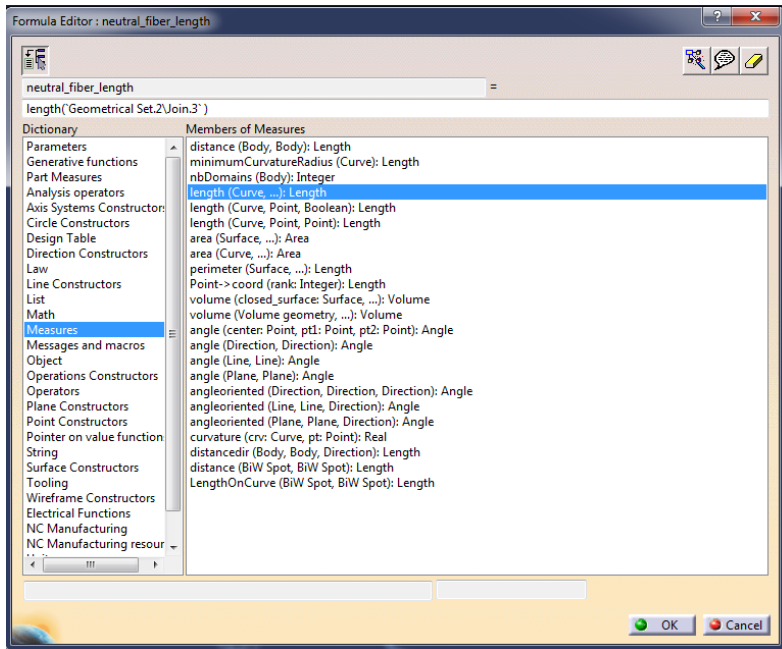 Formula Editor : neutral_fiber_length
neutral_fiber_length =
length(`Geometrical Set.2\Join.3`)
Dictionary
Parameters
Generative functions
Part Measures
Analysis operators
Axis Systems Constructors
Circle Constructors
Design Table
Direction Constructors
Law
Line Constructors
List
Math
Measures
Messages and macros
Object
Operations Constructors
Operators
Plane Constructors
Point Constructors
Pointer on value function
String
Surface Constructors
Tooling
Wireframe Constructors
Electrical Functions
NC Manufacturing
NC Manufacturing resour
Members of Measures
distance (Body, Body): Length
minimumCurvatureRadius (Curve): Length
nbDomains (Body): Integer
length (Curve, ...): Length
length (Curve, Point, Boolean): Length
length (Curve, Point, Point): Length
area (Surface, ...): Area
area (Curve, ...): Area
perimeter (Surface, ...): Length
Point->coord (rank: Integer): Length
volume (closed_surface: Surface, ...): Volume
volume (Volume geometry, ...): Volume
angle (center: Point, pt1: Point, pt2: Point): Angle
angle (Direction, Direction): Angle
angle (Line, Line): Angle
angle (Plane, Plane): Angle
angleoriented (Direction, Direction, Direction): Angle
angleoriented (Line, Line, Direction): Angle
angleoriented (Plane, Plane, Direction): Angle
curvature (crv: Curve, pt: Point): Real
distancedir (Body, Body, Direction): Length
distance (BiW Spot, BiW Spot): Length
LengthOnCurve (BiW Spot, BiW Spot): Length
OK
Cancel